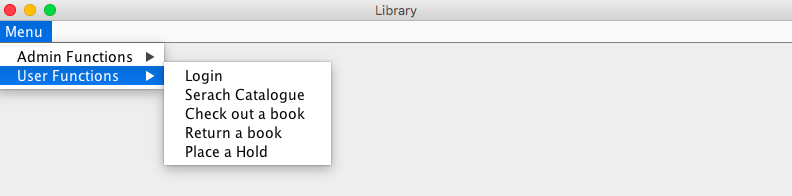 Library
Menu
Admin Functions
User Functions
Login
Serach Catalogue
Check out a book
Return a book
Place a Hold